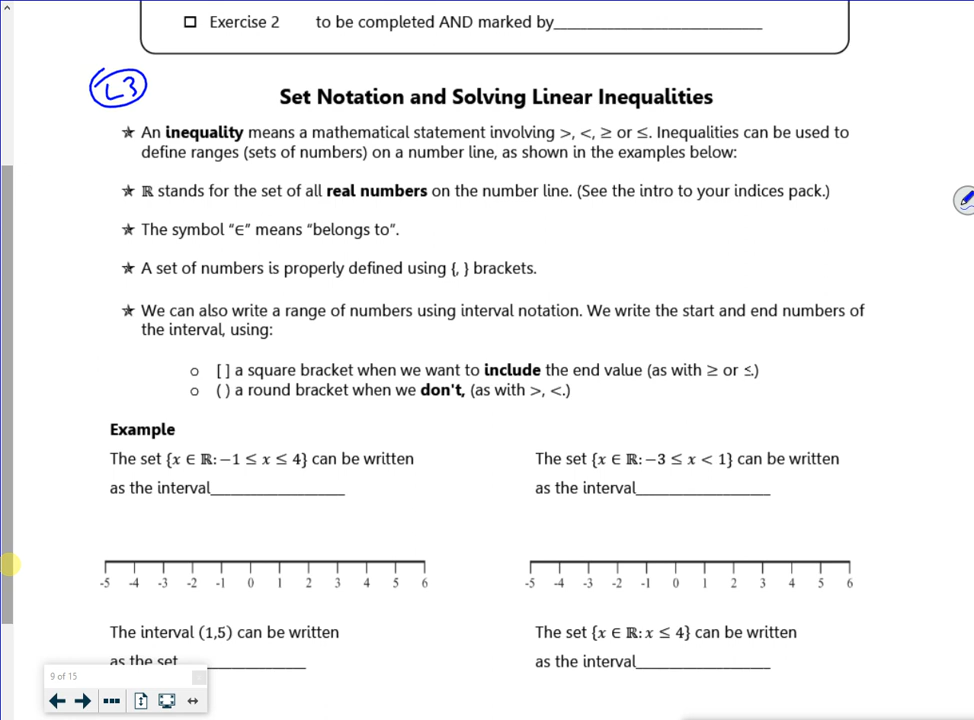 Exercise 2 to be completed AND marked by
L3
Set Notation and Solving Linear Inequalities
An inequality means a mathematical statement involving >, <, ≥ or ≤. Inequalities can be used to
define ranges (sets of numbers) on a number line, as shown in the examples below:
ℝ stands for the set of all real numbers on the number line. (See the intro to your indices pack.)
The symbol “∈” means “belongs to”.
A set of numbers is properly defined using {, } brackets.
We can also write a range of numbers using interval notation. We write the start and end numbers of
the interval, using:
[ ] a square bracket when we want to include the end value (as with ≥ or ≤.)
( ) a round bracket when we don't, (as with >, <.)
Example
The set {x ∈ ℝ: −1 ≤ x ≤ 4} can be written
as the interval
The set {x ∈ ℝ: −3 ≤ x < 1} can be written
as the interval
-5 -4 -3 -2 -1 0 1 2 3 4 5 6
-5 -4 -3 -2 -1 0 1 2 3 4 5 6
The interval (1,5) can be written
as the set
The set {x ∈ ℝ: x ≤ 4} can be written
as the interval
9 of 15